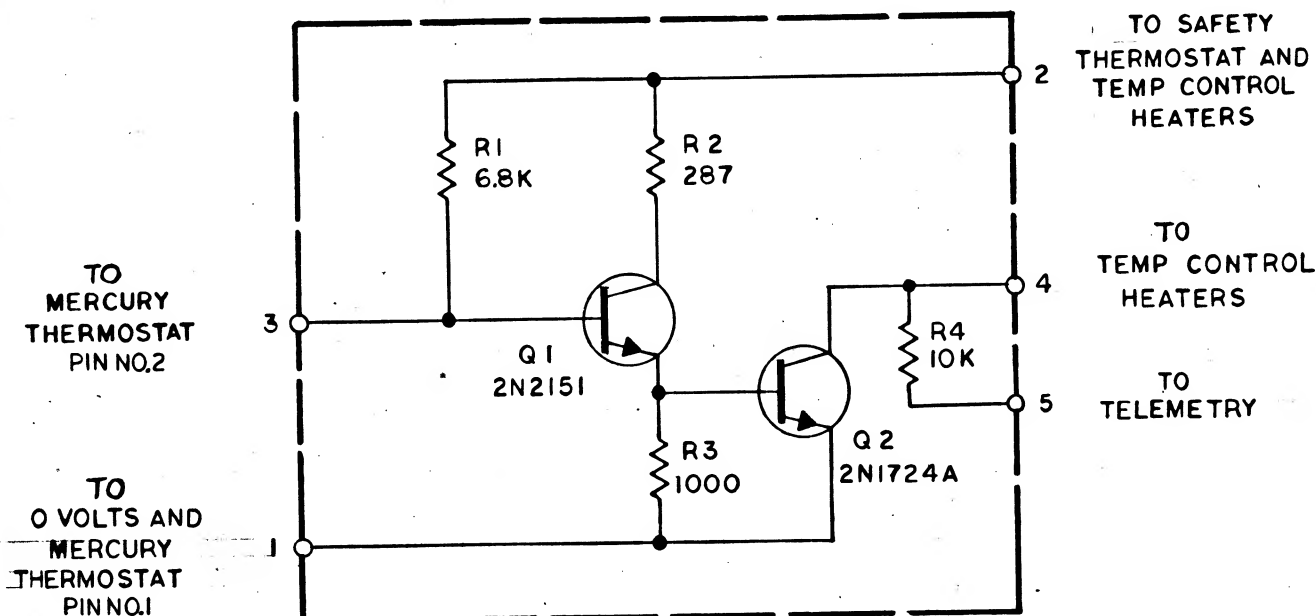 TO SAFETY
THERMOSTAT AND
TEMP CONTROL
HEATERS
2
R1
6.8K
R2
287
TO
TEMP CONTROL
HEATERS
4
TO
MERCURY
THERMOSTAT
PIN NO.2
3
Q1
2N2151
R4
10K
TO
TELEMETRY
5
R3
1000
Q2
2N1724A
TO
0 VOLTS AND
MERCURY
THERMOSTAT
PIN NO.1
1